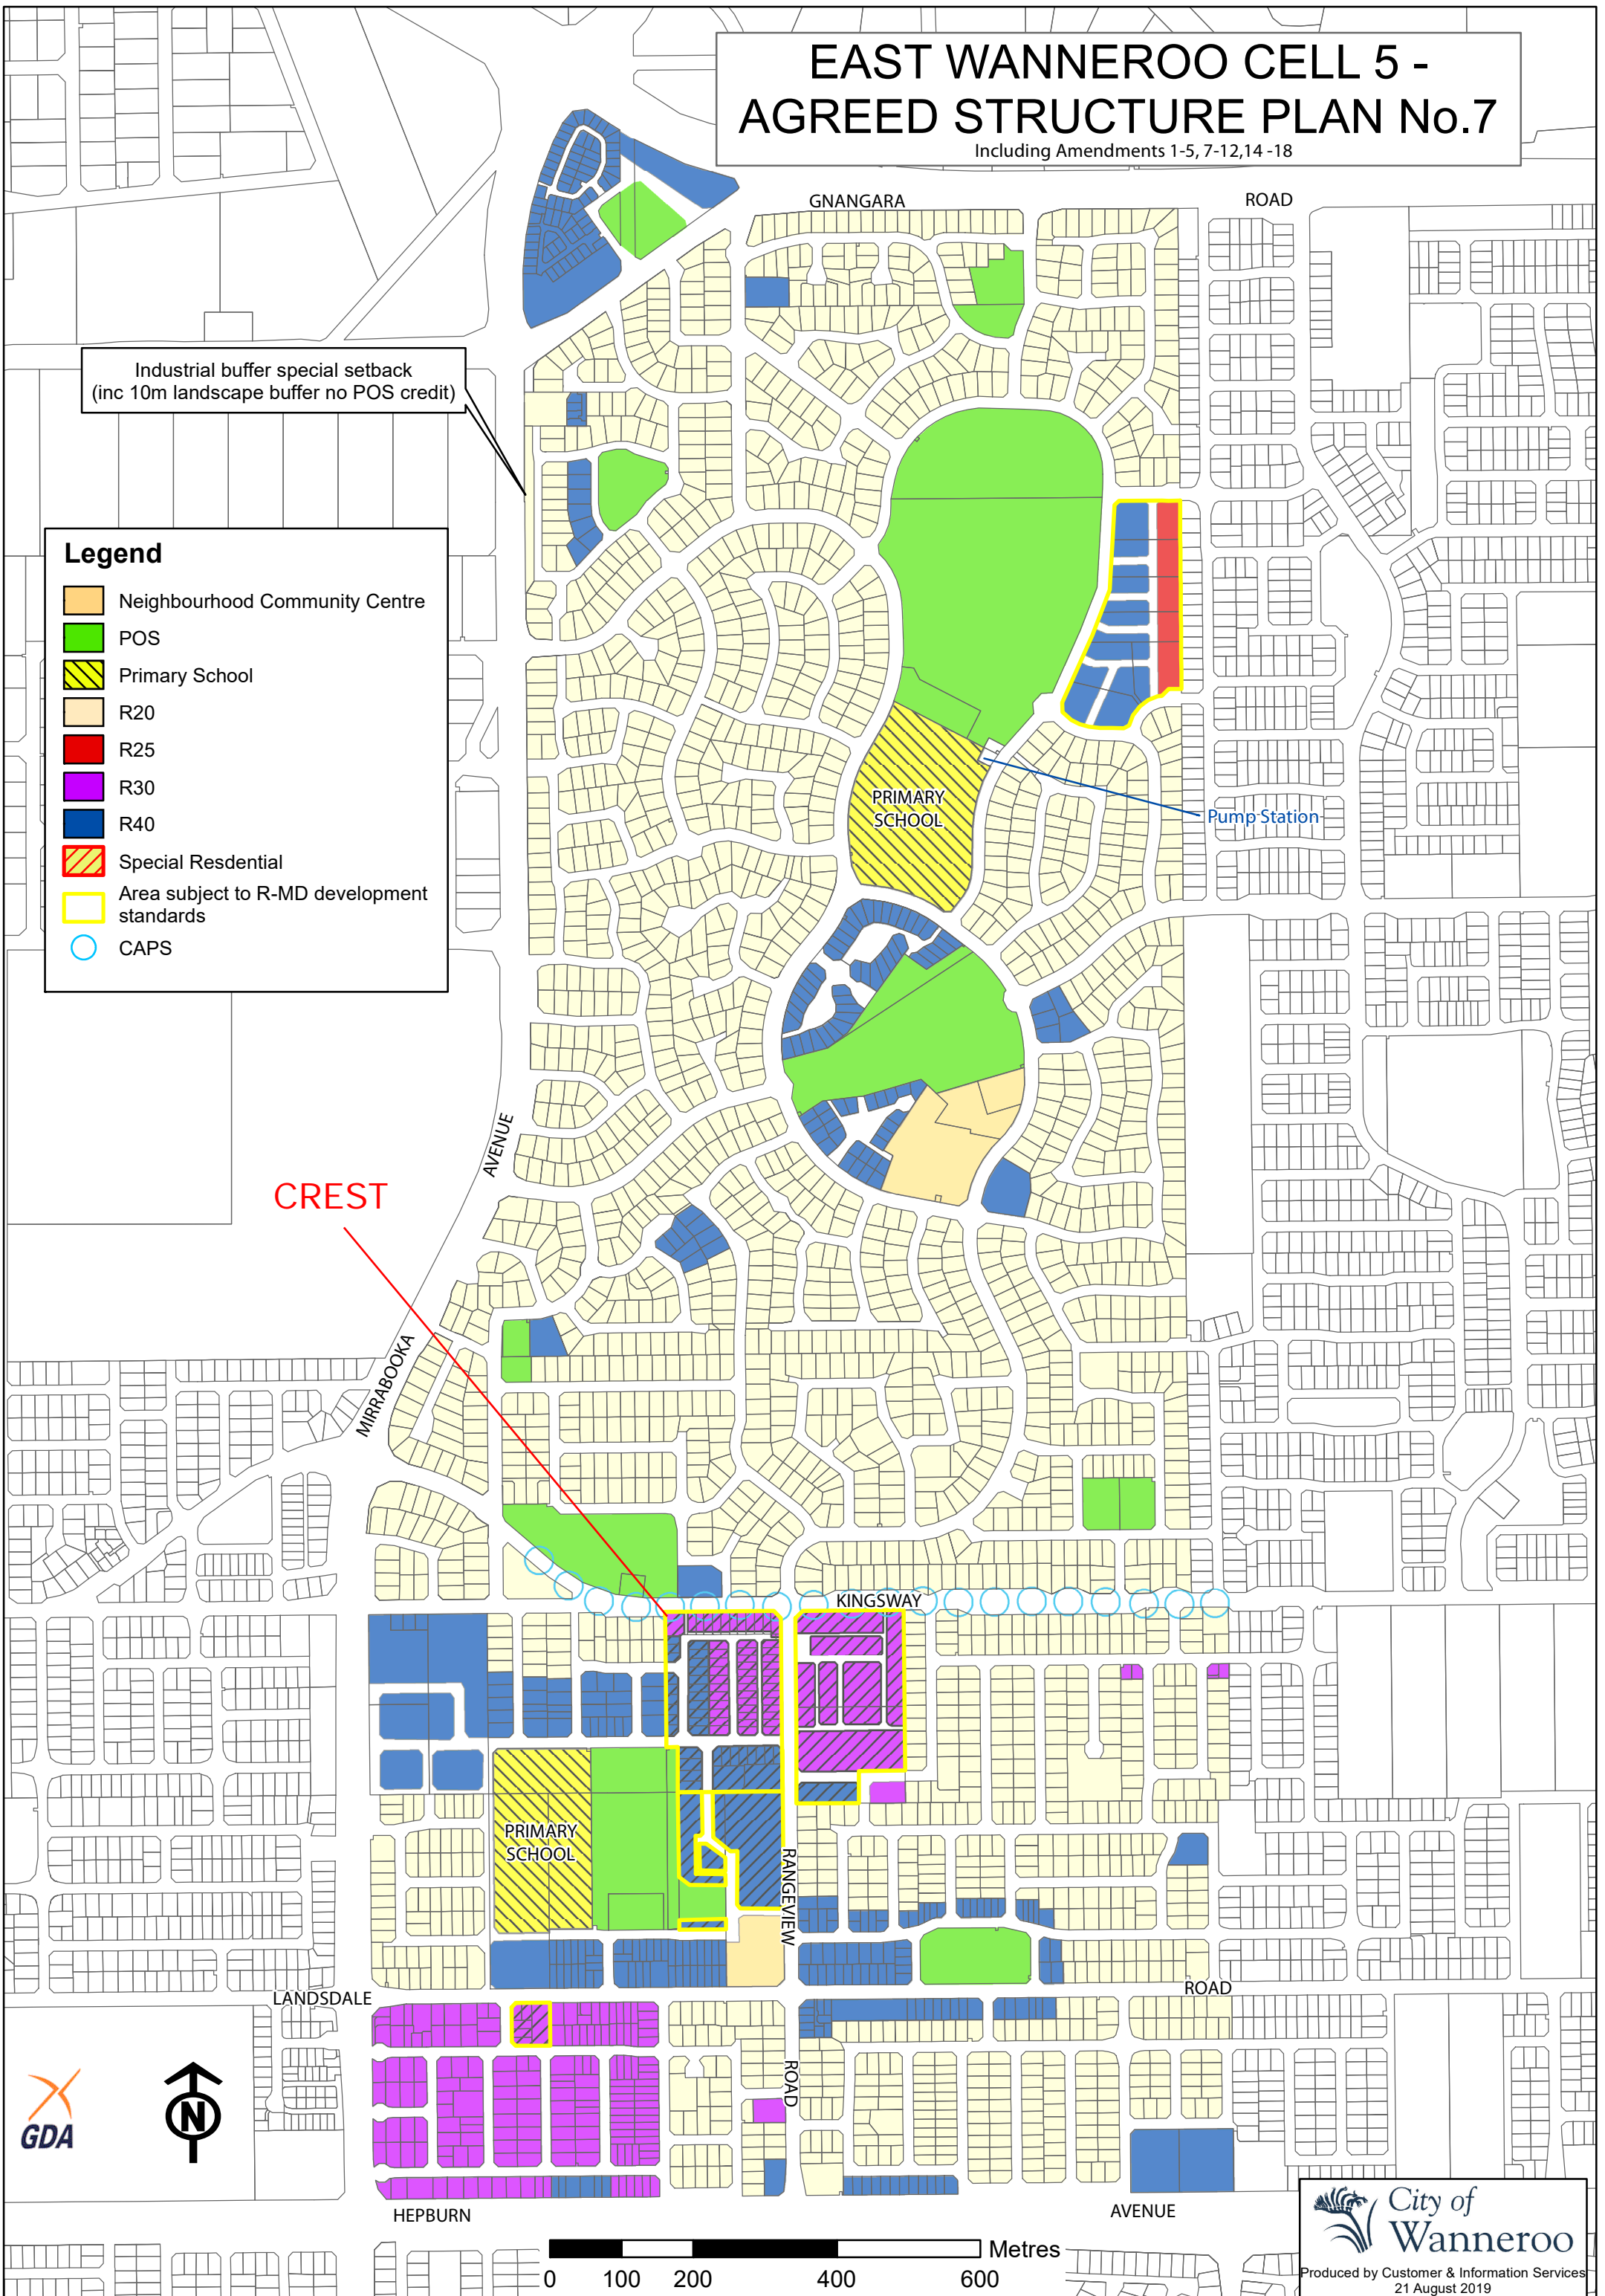 EAST WANNEROO CELL 5 -
AGREED STRUCTURE PLAN No.7
Including Amendments 1-5, 7-12,14 -18
GNANGARA
ROAD
Industrial buffer special setback
(inc 10m landscape buffer no POS credit)
Legend
Neighbourhood Community Centre
POS
Primary School
R20
R25
R30
R40
Special Resdential
Area subject to R-MD development
standards
CAPS
PRIMARY
SCHOOL
Pump Station
AVENUE
CREST
MIRRABOOKA
KINGSWAY
PRIMARY
SCHOOL
RANGEVIEW
LANDSDALE
ROAD
ROAD
GDA
N
HEPBURN
AVENUE
Metres
0 100 200 400 600
City of
Wanneroo
Produced by Customer & Information Services
21 August 2019